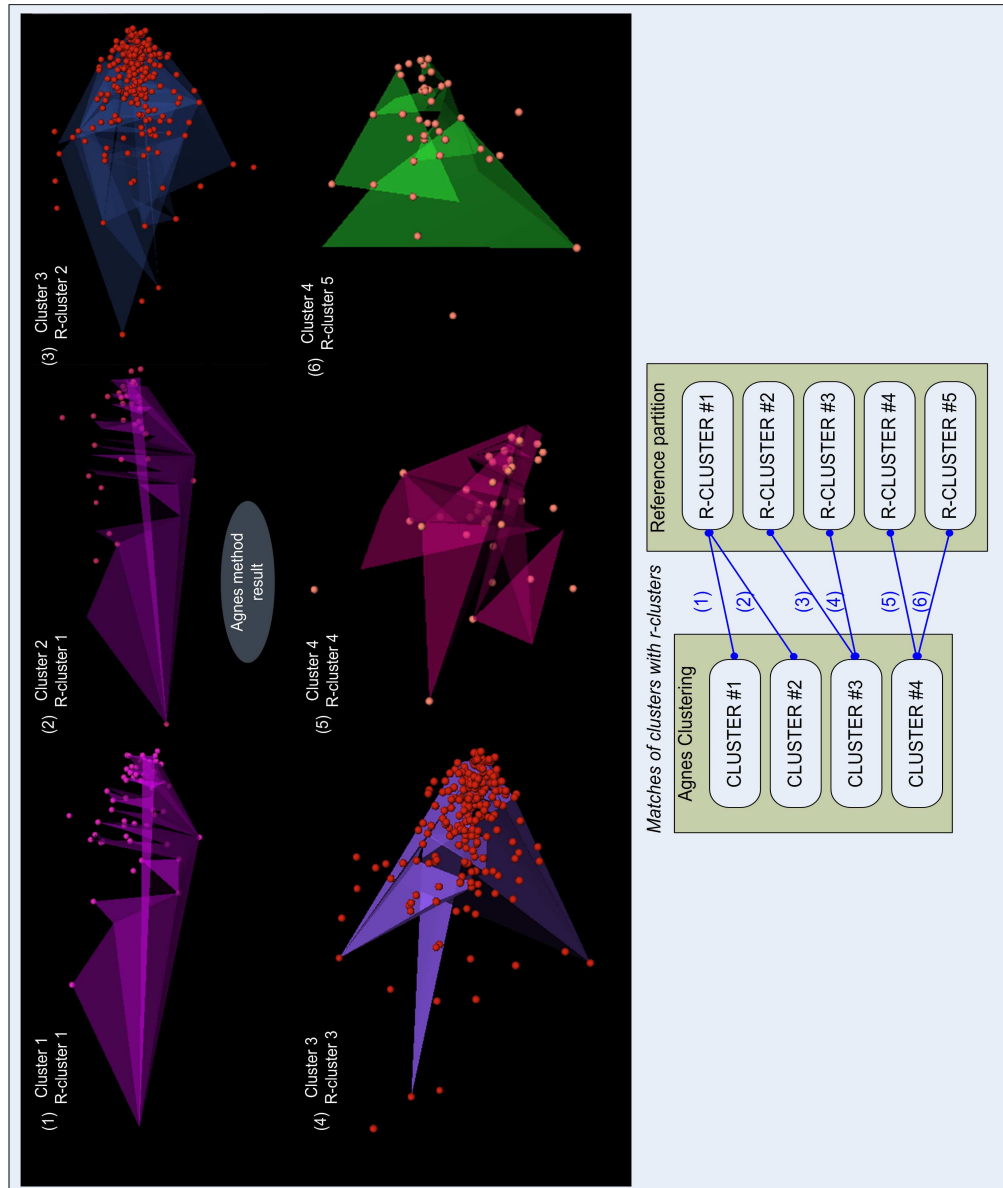 (1)
Cluster 1
R-cluster 1
(2)
Cluster 2
R-cluster 1
(3)
Cluster 3
R-cluster 2
Agnes method
result
(4)
Cluster 3
R-cluster 3
(5)
Cluster 4
R-cluster 4
(6)
Cluster 4
R-cluster 5
Matches of clusters with r-clusters
Agnes Clustering
CLUSTER #1
CLUSTER #2
CLUSTER #3
CLUSTER #4
(1)
(2)
(3)
(4)
(5)
(6)
Reference partition
R-CLUSTER #1
R-CLUSTER #2
R-CLUSTER #3
R-CLUSTER #4
R-CLUSTER #5